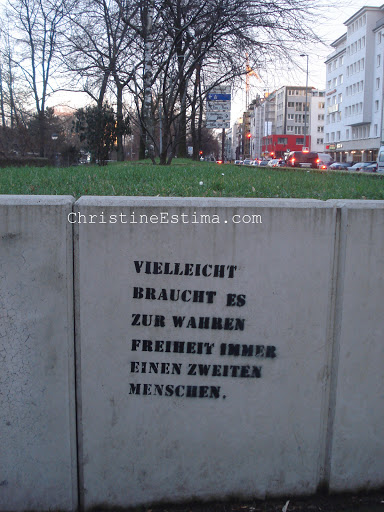 ChristineEstima.com
VIELLEICHT
BRAUCHT ES
ZUR WAHREN
FREIHEIT IMMER
EINEN ZWEITEN
MENSCHEN.